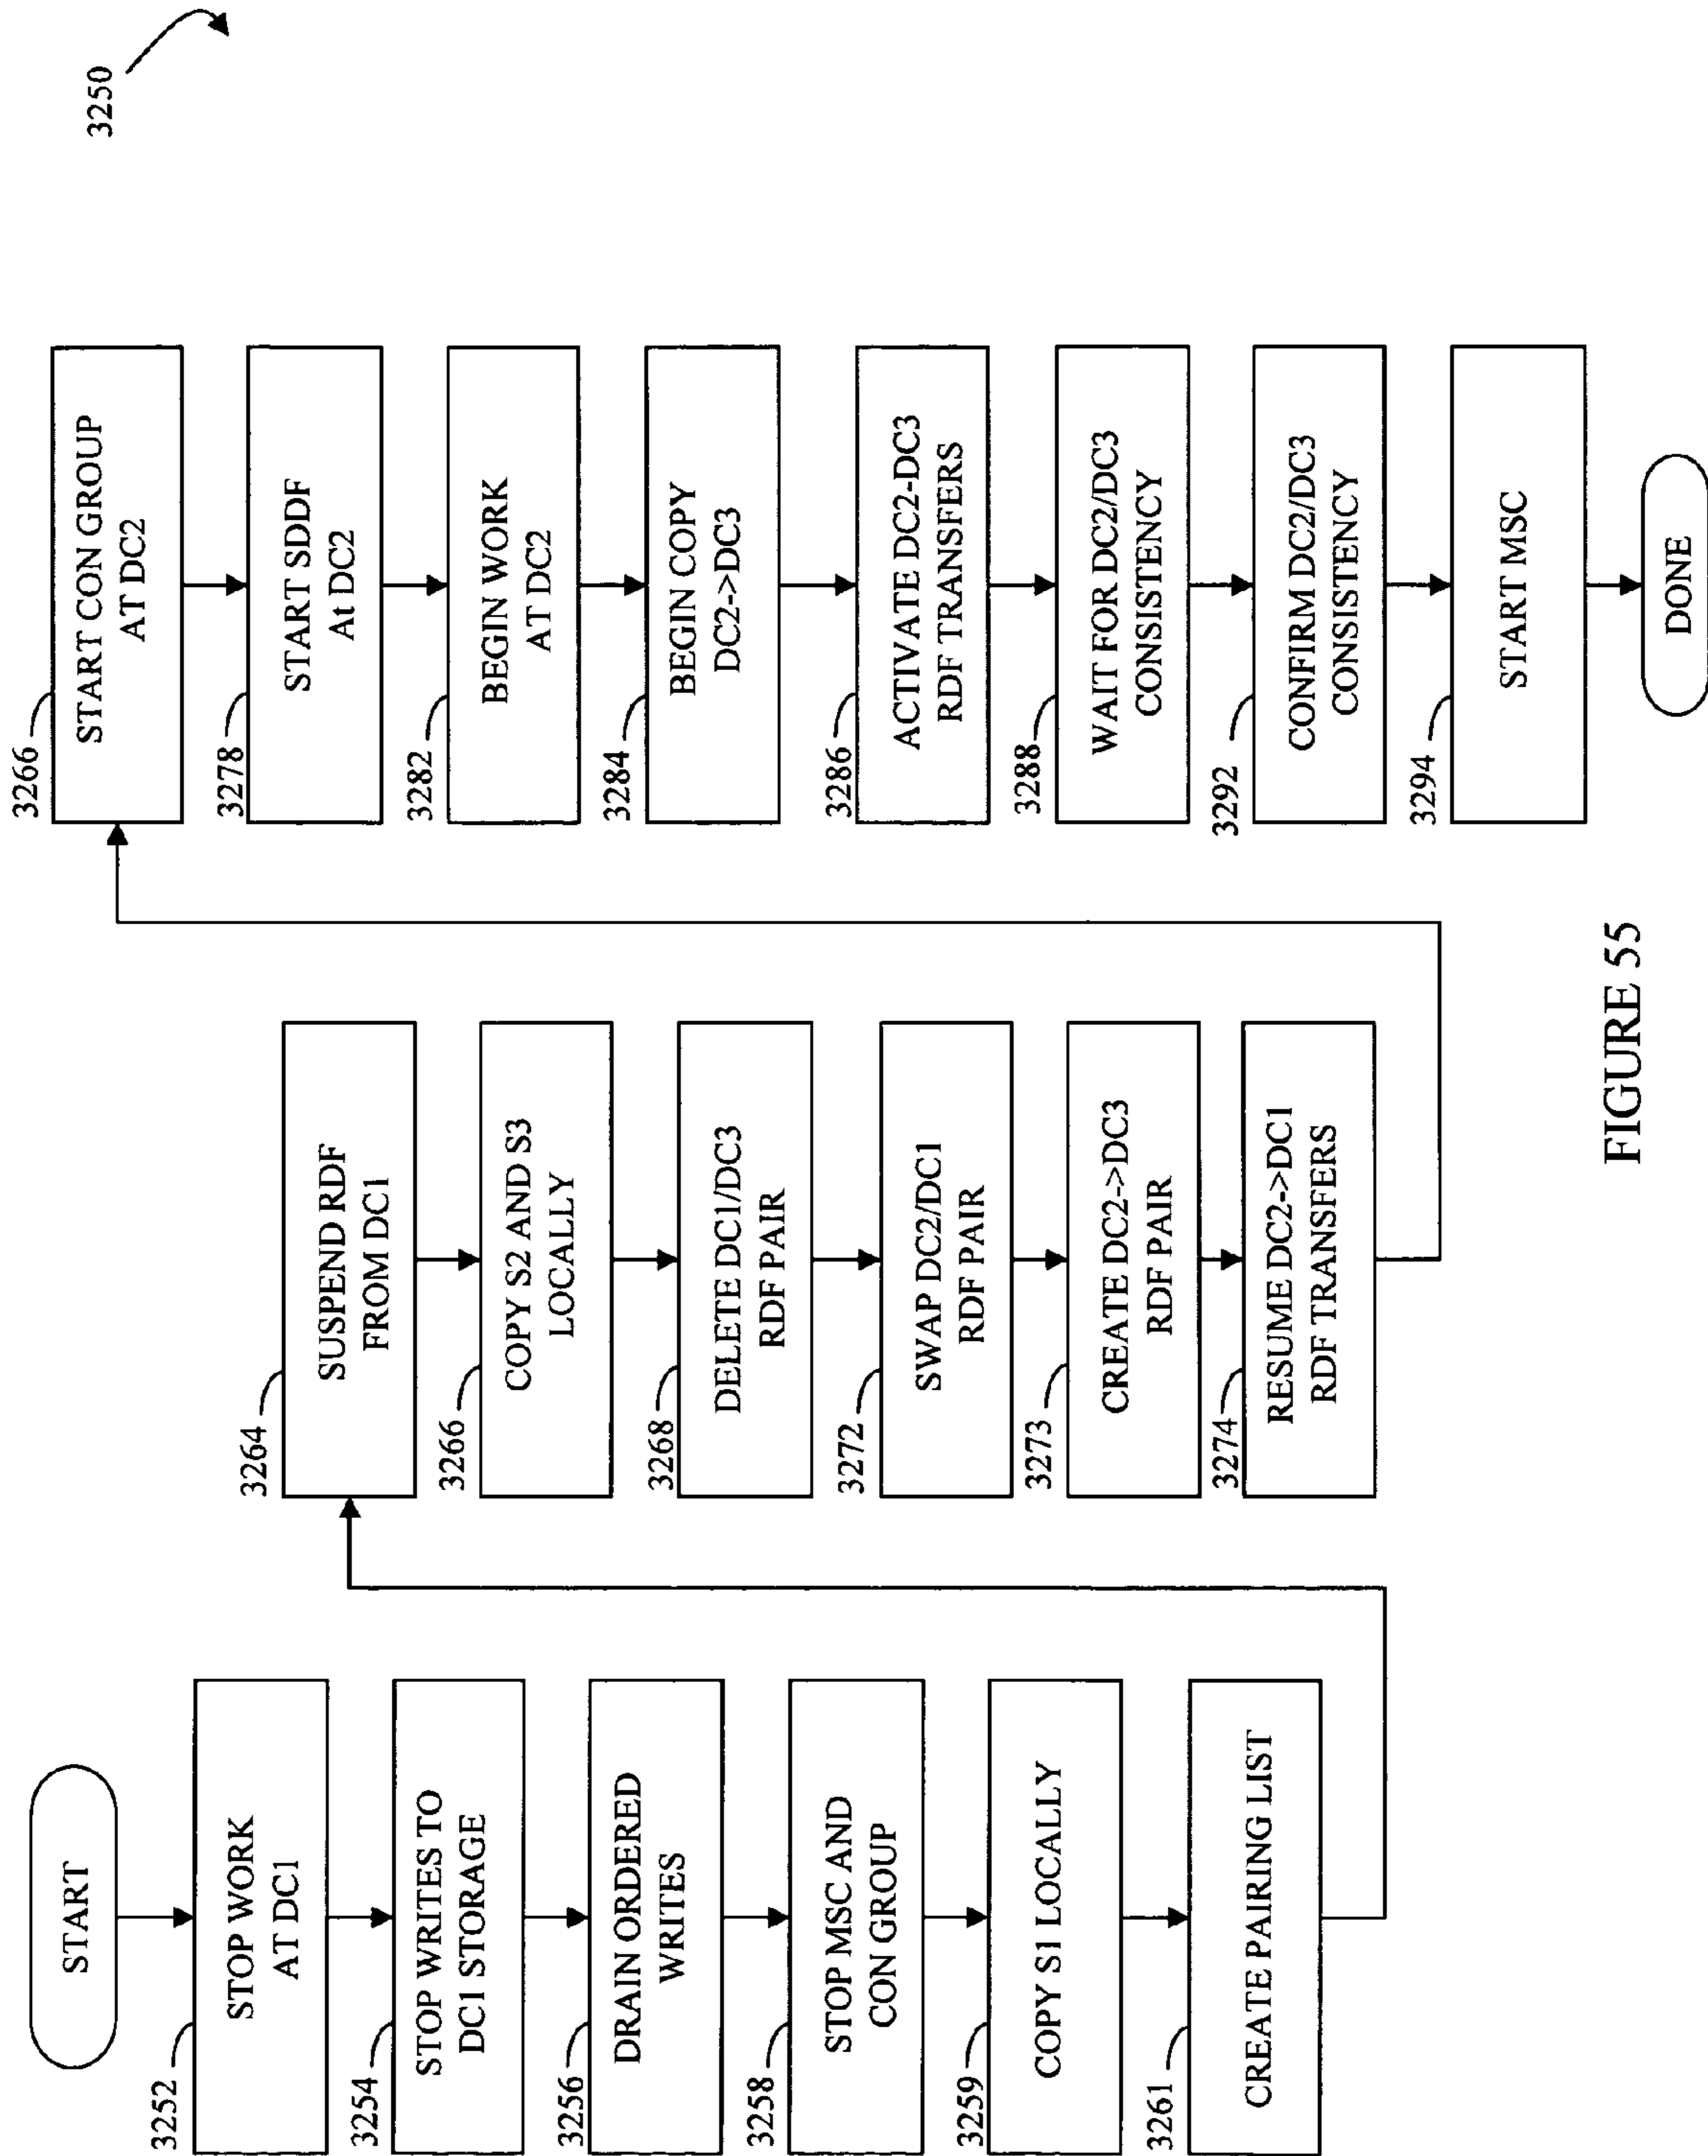 3250
START
3252
STOP WORK
AT DC1
3254
STOP WRITES TO
DC1 STORAGE
3256
DRAIN ORDERED
WRITES
3258
STOP MSC AND
CON GROUP
3259
COPY S1 LOCALLY
3261
CREATE PAIRING LIST
3264
SUSPEND RDF
FROM DC1
3266
COPY S2 AND S3
LOCALLY
3268
DELETE DC1/DC3
RDF PAIR
3272
SWAP DC2/DC1
RDF PAIR
3273
CREATE DC2->DC3
RDF PAIR
3274
RESUME DC2->DC1
RDF TRANSFERS
3266
START CON GROUP
AT DC2
3278
START SDDF
At DC2
3282
BEGIN WORK
AT DC2
3284
BEGIN COPY
DC2->DC3
3286
ACTIVATE DC2-DC3
RDF TRANSFERS
3288
WAIT FOR DC2/DC3
CONSISTENCY
3292
CONFIRM DC2/DC3
CONSISTENCY
3294
START MSC
DONE
FIGURE 55